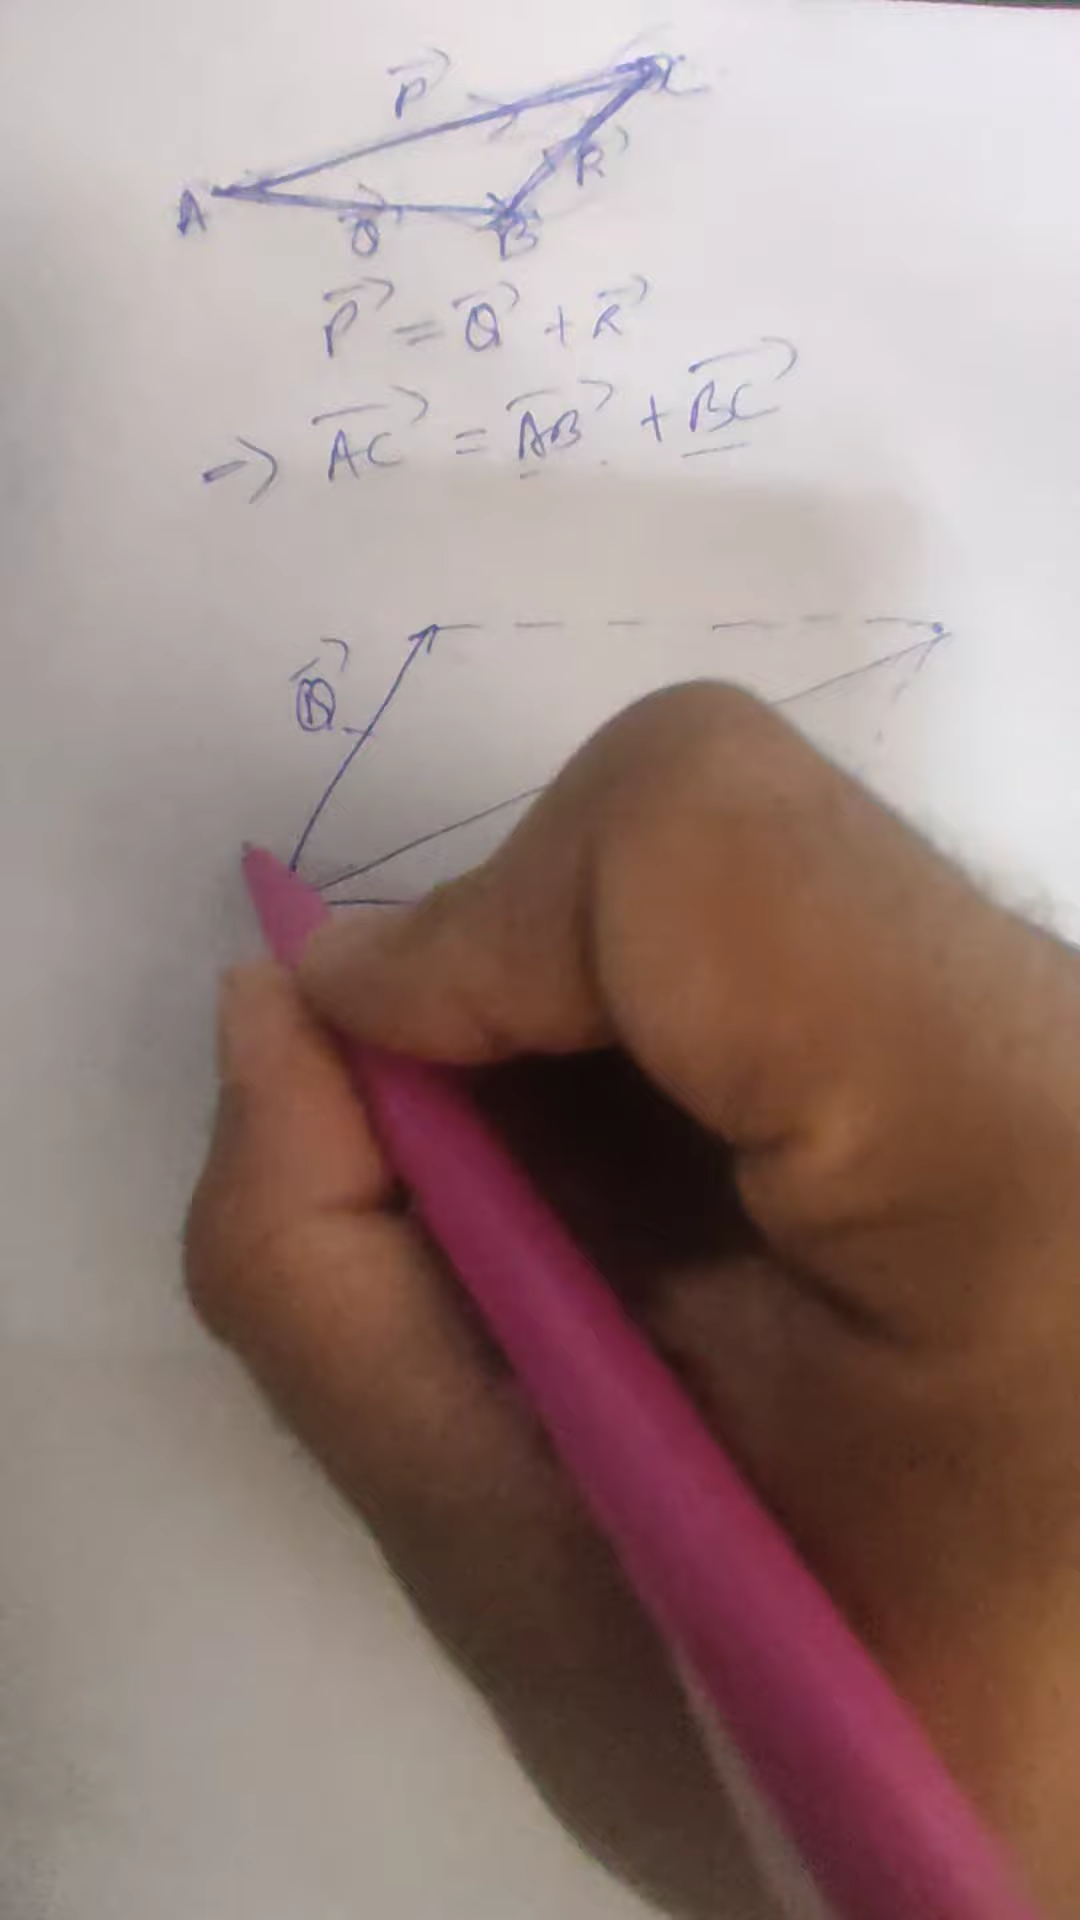 P⃗
C
A
Q⃗
B
R⃗
P⃗ = Q⃗ + R⃗
→ AC⃗ = AB⃗ + BC⃗
Q⃗